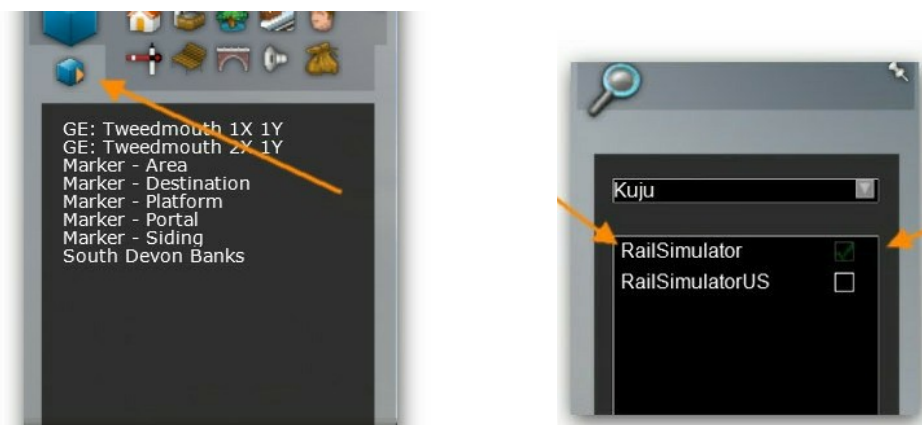 GE: Tweedmouth 1X 1Y
GE: Tweedmouth 2X 1Y
Marker - Area
Marker - Destination
Marker - Platform
Marker - Portal
Marker - Siding
South Devon Banks
Kuju
RailSimulator
RailSimulatorUS